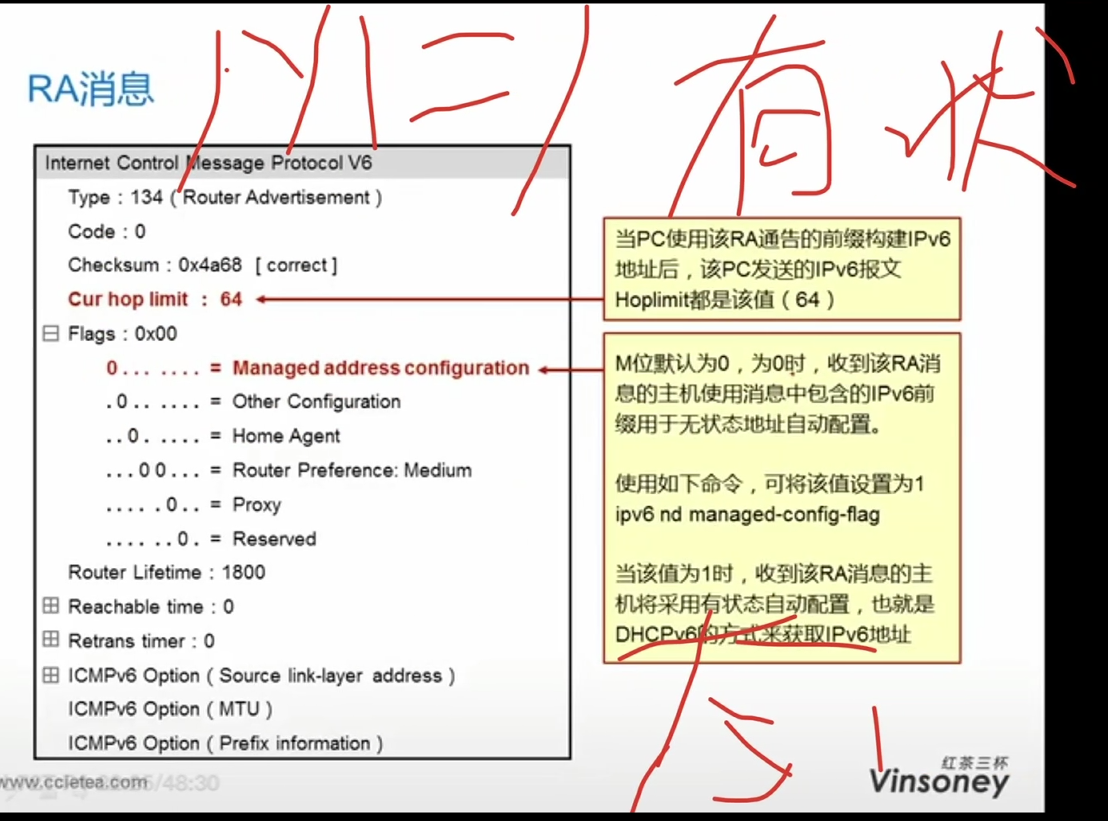 RA消息
Internet Control Message Protocol V6
Type : 134 ( Router Advertisement )
Code : 0
Checksum : 0x4a68 [ correct ]
Cur hop limit : 64
Flags : 0x00
0... .... = Managed address configuration
.0.. .... = Other Configuration
..0. .... = Home Agent
...0 0... = Router Preference: Medium
.... .0.. = Proxy
.... ..0. = Reserved
Router Lifetime : 1800
Reachable time : 0
Retrans timer : 0
ICMPv6 Option ( Source link-layer address )
ICMPv6 Option ( MTU )
ICMPv6 Option ( Prefix information )
有状
当PC使用该RA通告的前缀构建IPv6
地址后，该PC发送的IPv6报文
Hoplimit都是该值（64）
M位默认为0，为0时，收到该RA消
息的主机使用消息中包含的IPv6前
缀用于无状态地址自动配置。
使用如下命令，可将该值设置为1
ipv6 nd managed-config-flag
当该值为1时，收到该RA消息的主
机将采用有状态自动配置，也就是
DHCPv6的方式来获取IPv6地址
www.ccietea.com
/48:30
红茶三杯
Vinsoney